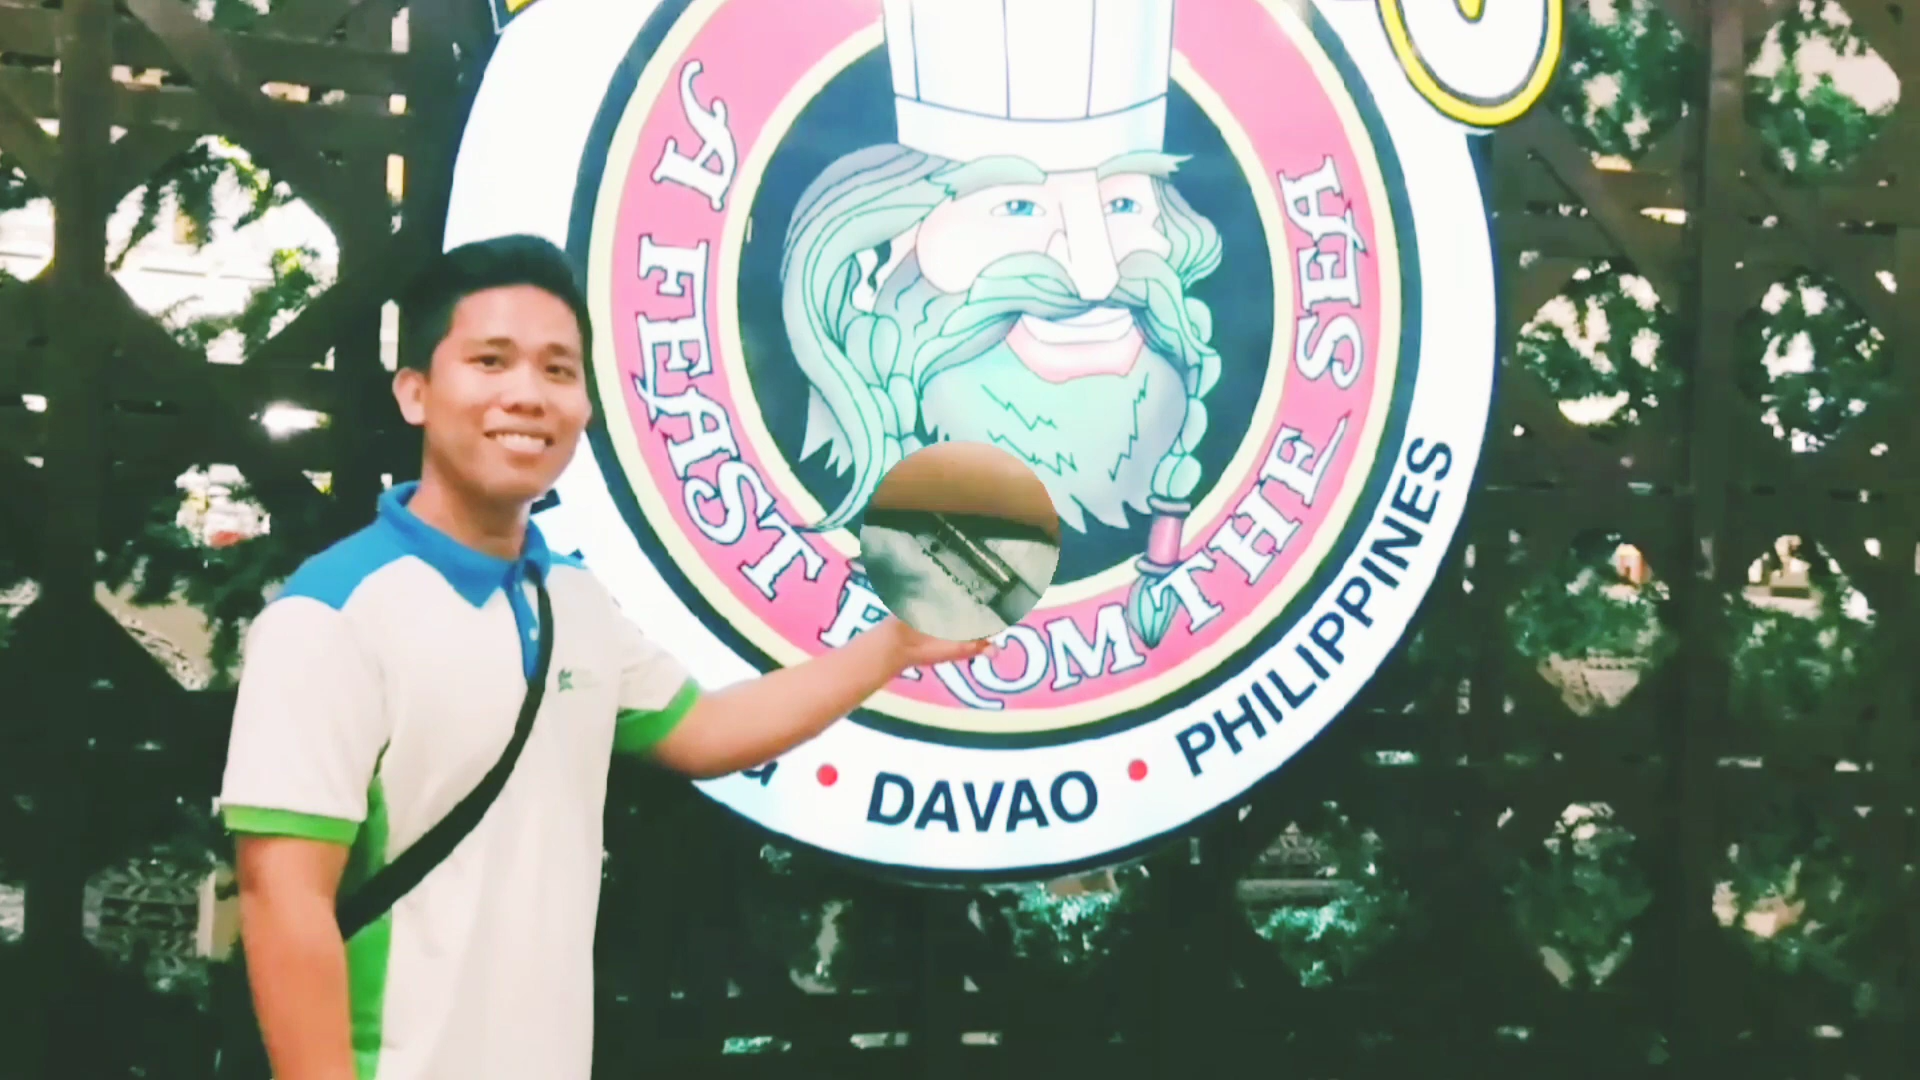 A FEAST FROM THE SEA
G • DAVAO • PHILIPPINES